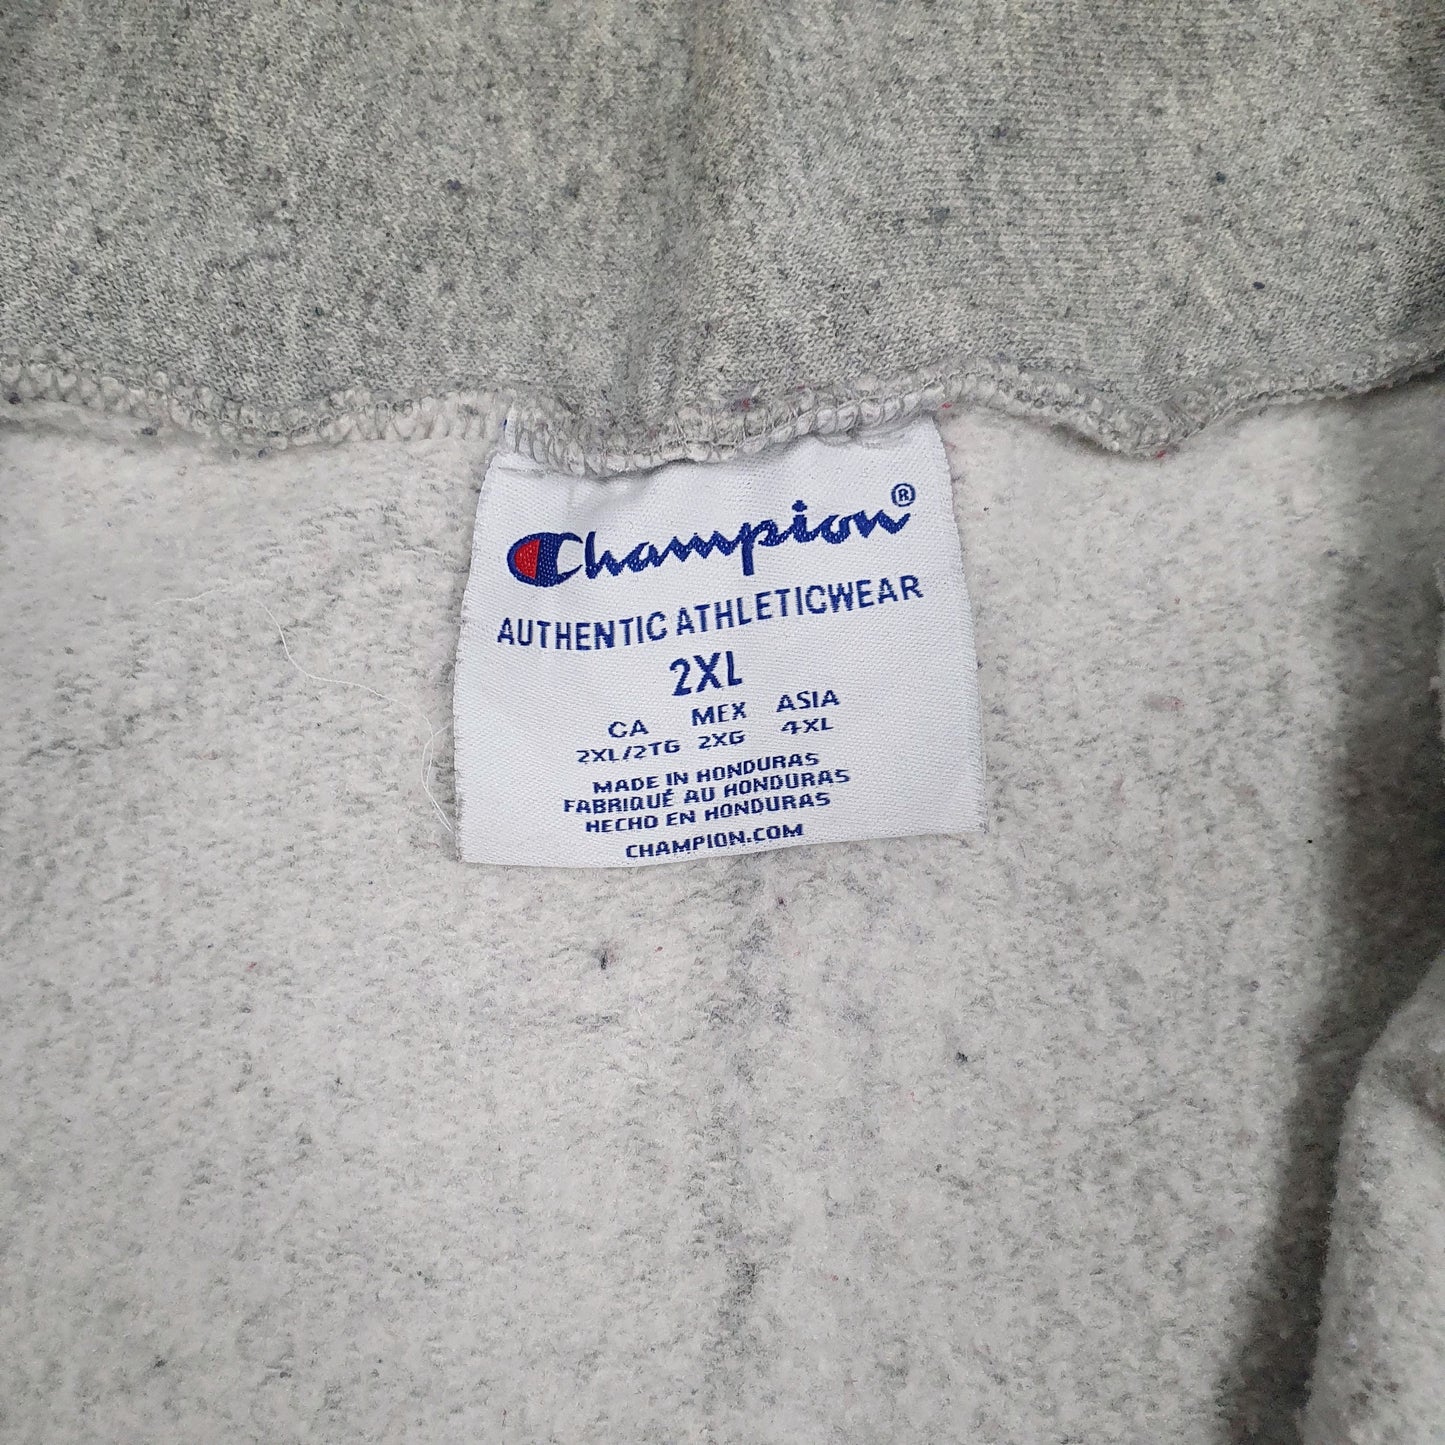 Champion®
AUTHENTIC ATHLETICWEAR
2XL
CA MEX ASIA
2XL/2TG 2XG 4XL
MADE IN HONDURAS
FABRIQUÉ AU HONDURAS
HECHO EN HONDURAS
CHAMPION.COM